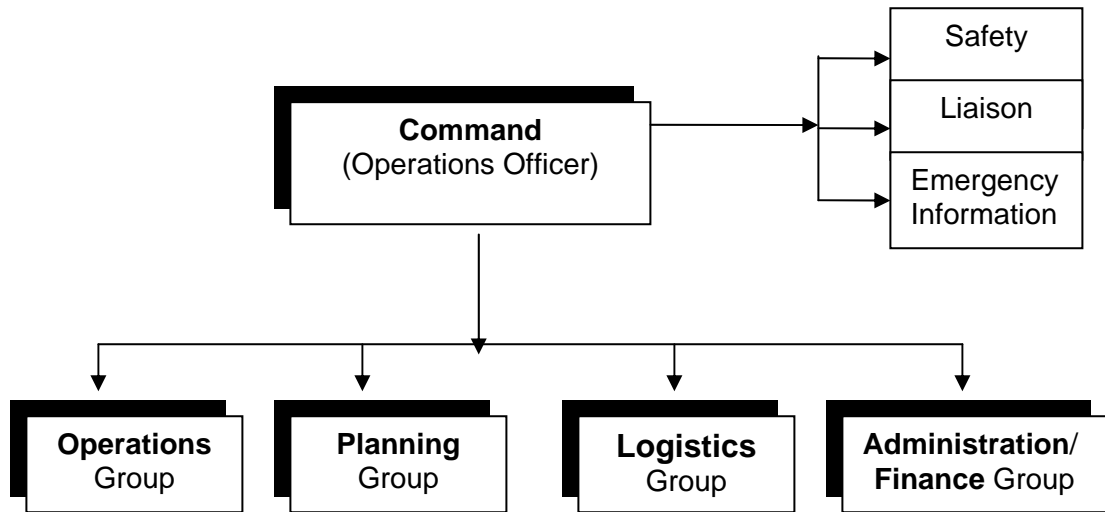 Safety
Command
(Operations Officer)
Liaison
Emergency
Information
Operations
Group
Planning
Group
Logistics
Group
Administration/
Finance Group